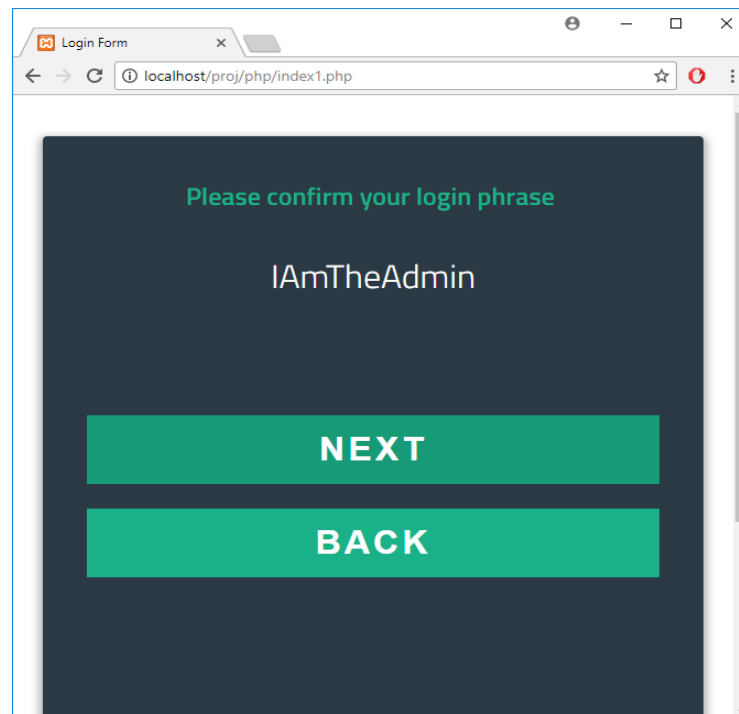 Login Form
localhost/proj/php/index1.php
Please confirm your login phrase
IAmTheAdmin
NEXT
BACK